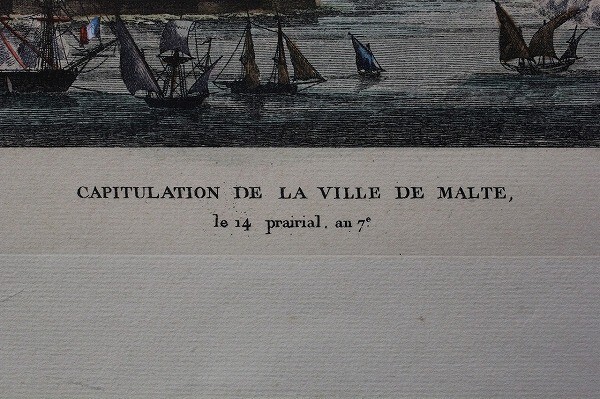 CAPITULATION DE LA VILLE DE MALTE,
le 14 prairial. an 7e